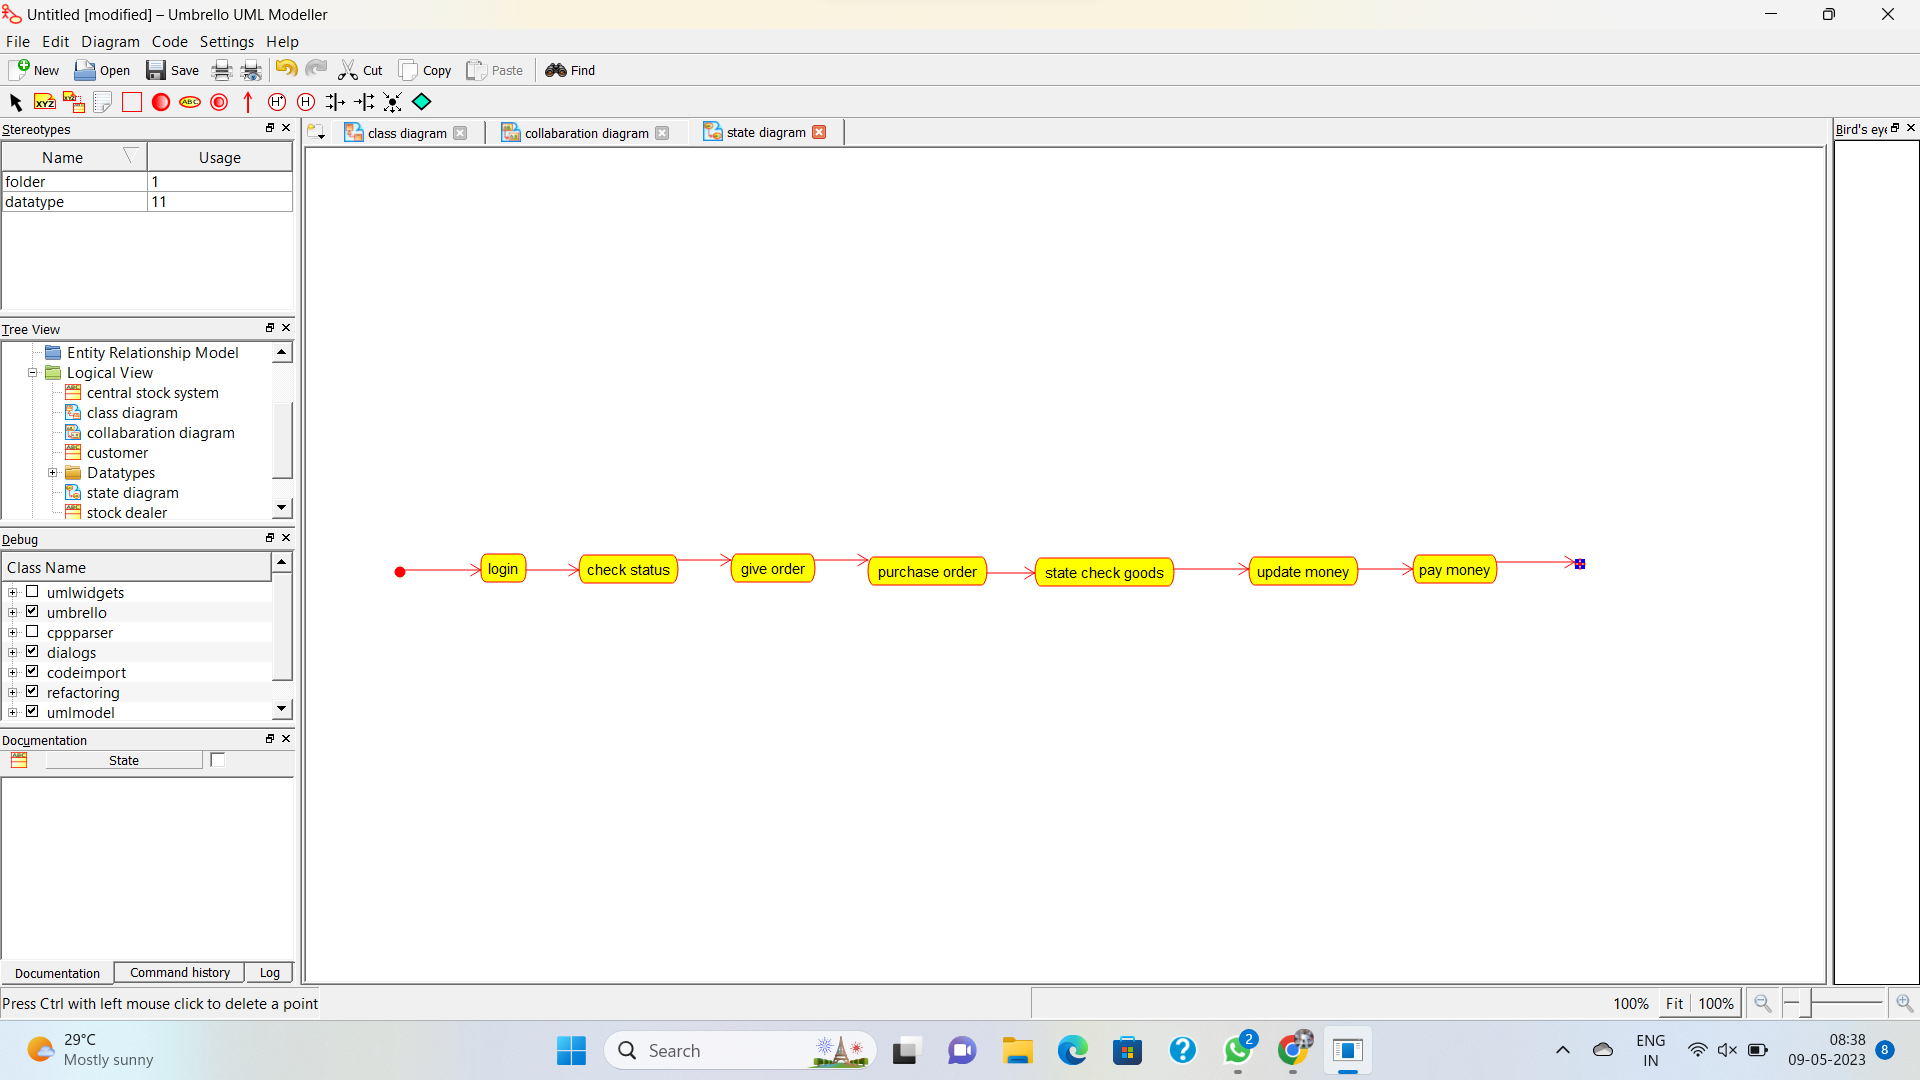 Untitled [modified] – Umbrello UML Modeller
File Edit Diagram Code Settings Help
New Open Save Cut Copy Paste Find
XYZ XYZ ABC H* H
Stereotypes
Name Usage
folder 1
datatype 11
class diagram collabaration diagram state diagram
Bird's eye
Tree View
Entity Relationship Model
Logical View
central stock system
class diagram
collabaration diagram
customer
Datatypes
state diagram
stock dealer
login check status give order purchase order state check goods update money pay money
Debug
Class Name
umlwidgets
umbrello
cppparser
dialogs
codeimport
refactoring
umlmodel
Documentation
State
Documentation Command history Log
Press Ctrl with left mouse click to delete a point
100% Fit 100%
29°C
Mostly sunny
Search
2
ENG
IN
08:38
09-05-2023
8